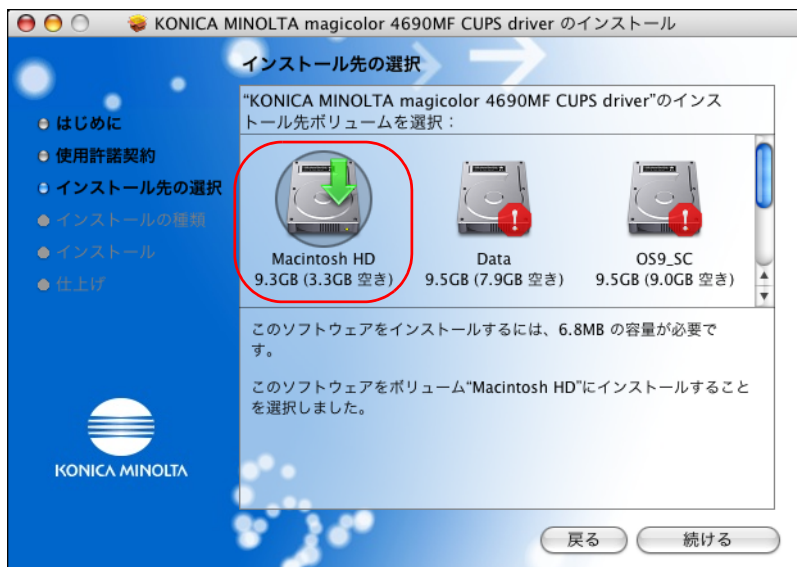 KONICA MINOLTA magicolor 4690MF CUPS driver のインストール
インストール先の選択
はじめに
使用許諾契約
インストール先の選択
インストールの種類
インストール
仕上げ
“KONICA MINOLTA magicolor 4690MF CUPS driver”のインス
トール先ボリュームを選択：
Macintosh HD
9.3GB (3.3GB 空き)
Data
9.5GB (7.9GB 空き)
OS9_SC
9.5GB (9.0GB 空き)
このソフトウェアをインストールするには、6.8MB の容量が必要で
す。
このソフトウェアをボリューム“Macintosh HD”にインストールすること
を選択しました。
KONICA MINOLTA
戻る
続ける